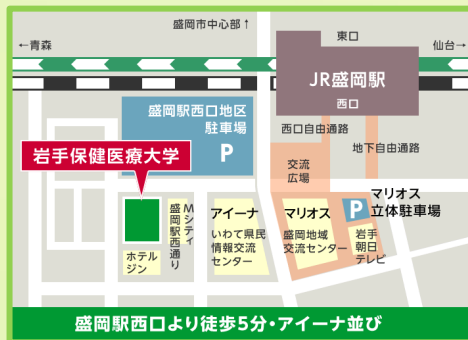 盛岡市中心部↑
←青森
東口
仙台→
JR盛岡駅
西口
盛岡駅西口地区
駐車場
P
西口自由通路
地下自由通路
岩手保健医療大学
交流
広場
マリオス
立体駐車場
P
Mシティ
盛岡駅西通り
アイーナ
いわて県民
情報交流
センター
マリオス
盛岡地域
交流センター
岩手
朝日
テレビ
ホテル
ジン
盛岡駅西口より徒歩5分・アイーナ並び